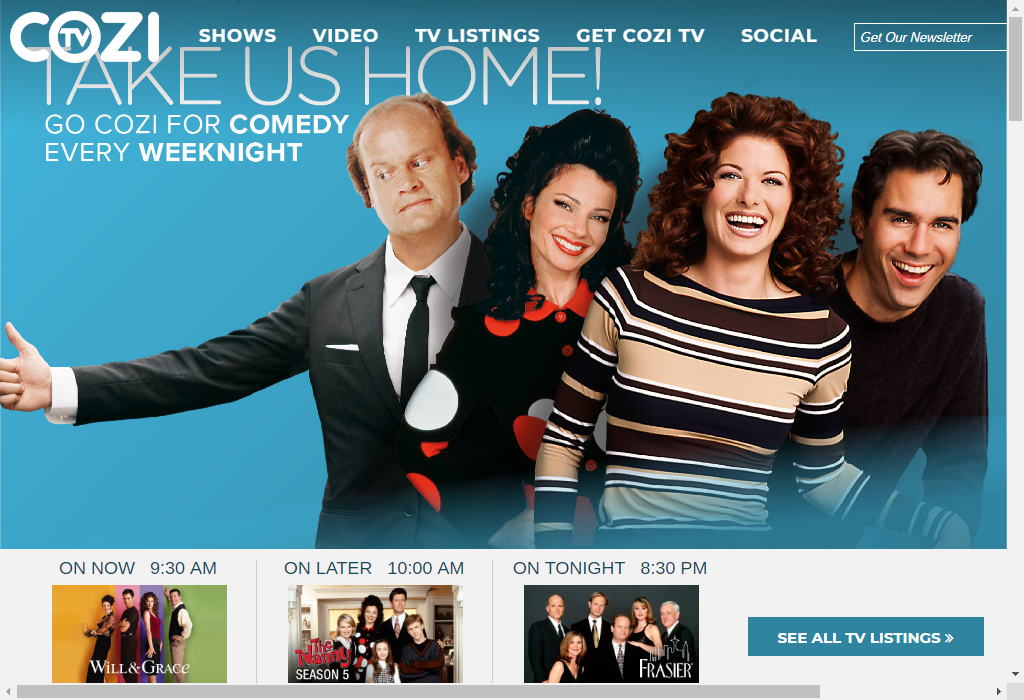 COZI TV
SHOWS VIDEO TV LISTINGS GET COZI TV SOCIAL Get Our Newsletter
TAKE US HOME!
GO COZI FOR COMEDY
EVERY WEEKNIGHT
ON NOW 9:30 AM
ON LATER 10:00 AM
ON TONIGHT 8:30 PM
WILL & GRACE
The Nanny
SEASON 5
FRASIER
SEE ALL TV LISTINGS »